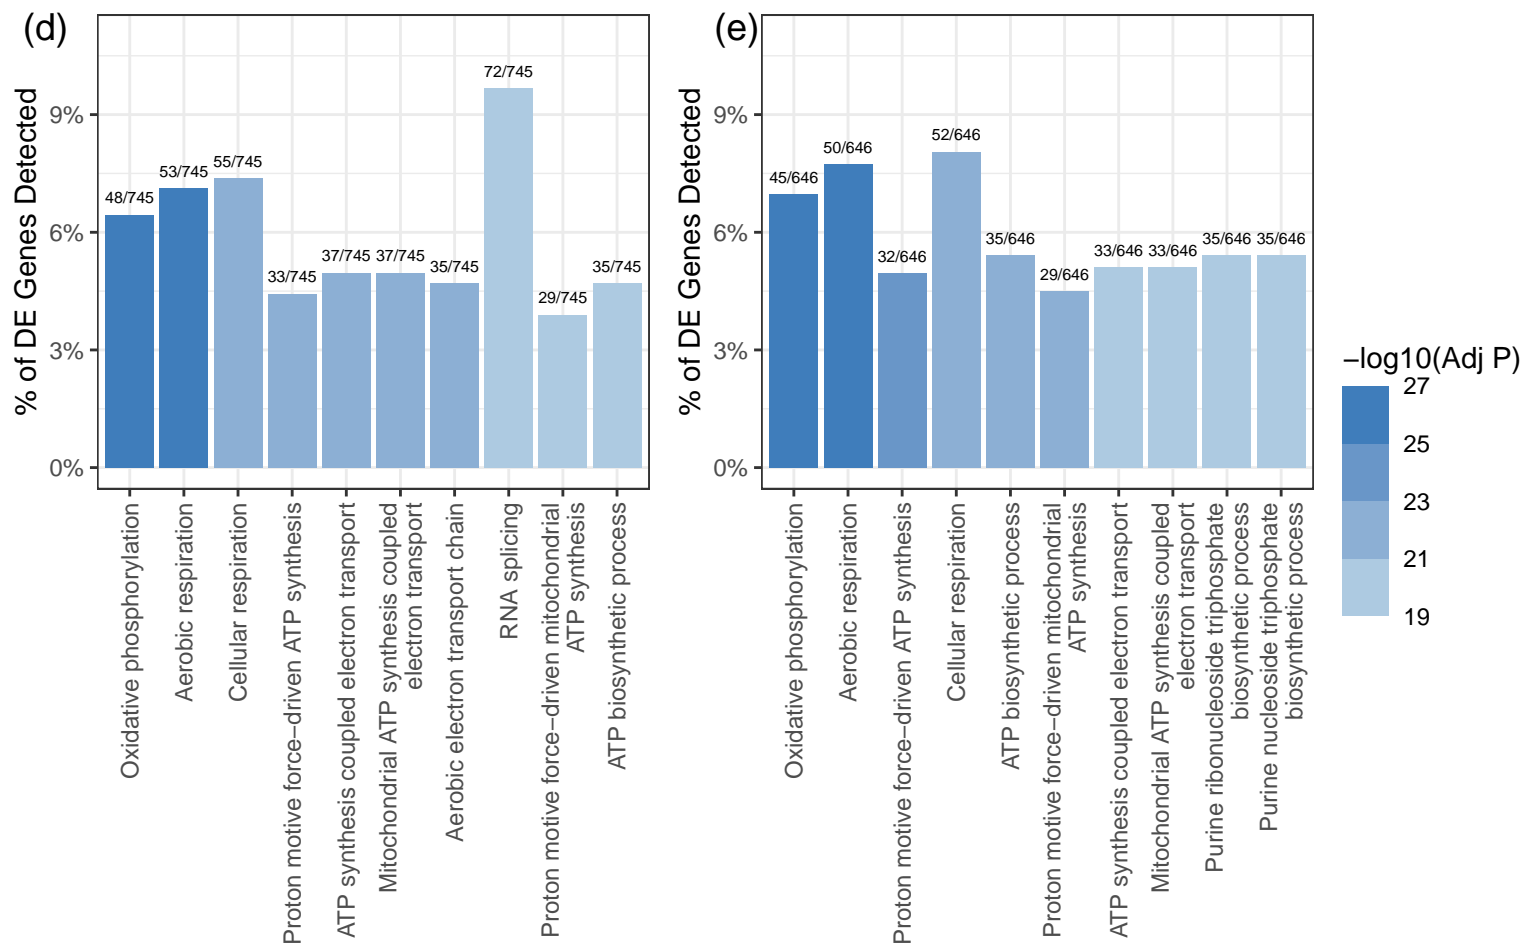 (d)
% of DE Genes Detected
9%
6%
3%
0%
48/745
53/745
55/745
33/745
37/745
37/745
35/745
72/745
29/745
35/745
Oxidative phosphorylation
Aerobic respiration
Cellular respiration
Proton motive force−driven ATP synthesis
ATP synthesis coupled electron transport
Mitochondrial ATP synthesis coupled
electron transport
Aerobic electron transport chain
RNA splicing
Proton motive force−driven mitochondrial
ATP synthesis
ATP biosynthetic process
(e)
% of DE Genes Detected
9%
6%
3%
0%
45/646
50/646
32/646
52/646
35/646
29/646
33/646
33/646
35/646
35/646
Oxidative phosphorylation
Aerobic respiration
Proton motive force−driven ATP synthesis
Cellular respiration
ATP biosynthetic process
Proton motive force−driven mitochondrial
ATP synthesis
ATP synthesis coupled electron transport
Mitochondrial ATP synthesis coupled
electron transport
Purine ribonucleoside triphosphate
biosynthetic process
Purine nucleoside triphosphate
biosynthetic process
−log10(Adj P)
27
25
23
21
19